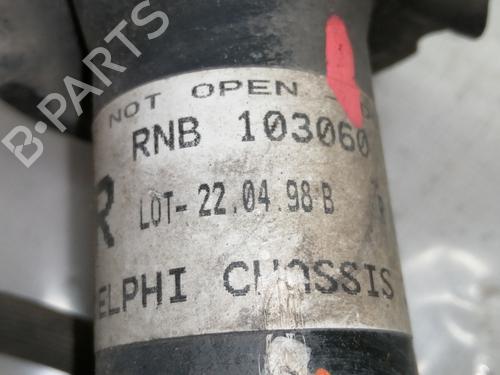 NOT OPEN
RNB 103060
R
LOT- 22.04.98 B
ELPHI CHASSIS
B-PARTS